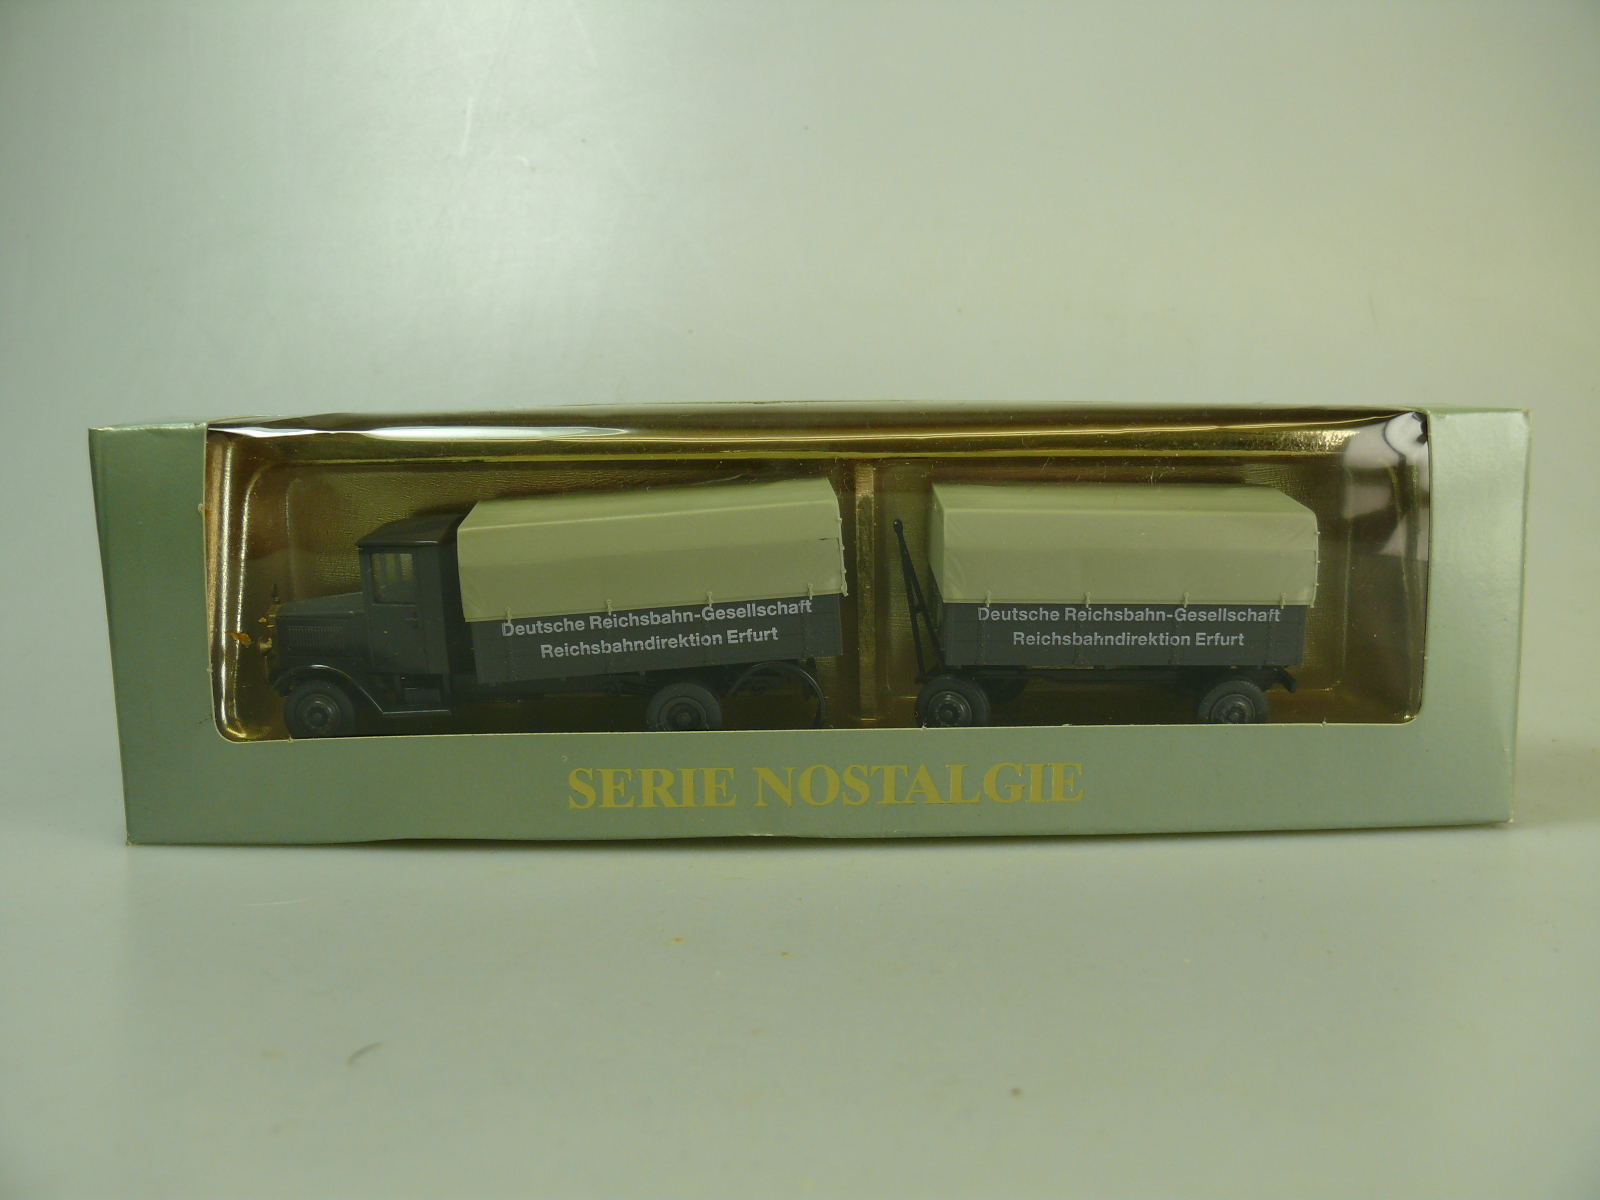 Deutsche Reichsbahn-Gesellschaft
Reichsbahndirektion Erfurt
Deutsche Reichsbahn-Gesellschaft
Reichsbahndirektion Erfurt
SERIE NOSTALGIE